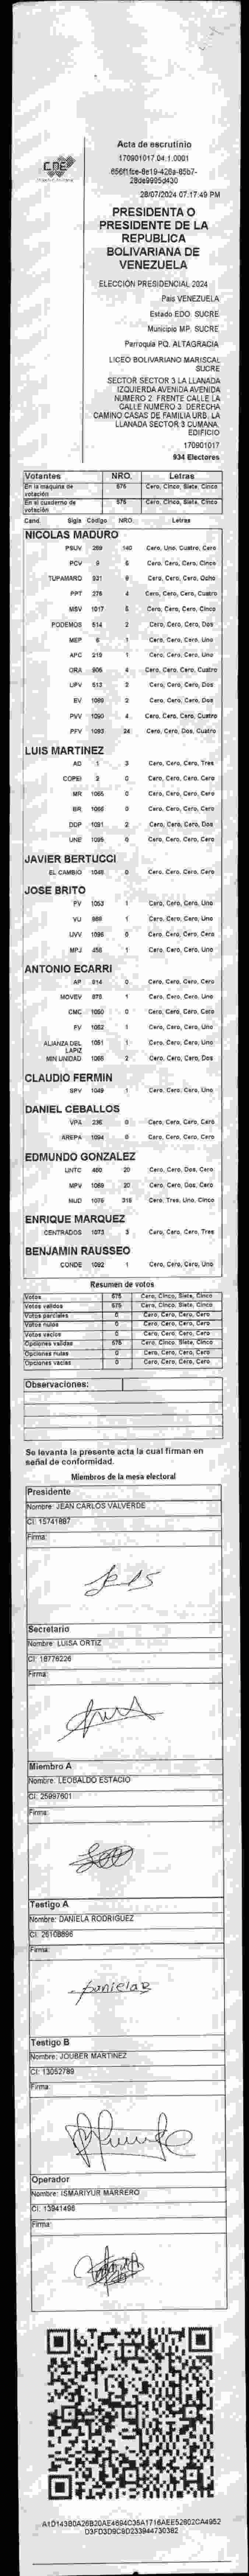 CDE
Acta de escrutinio
170901017.04.1.0001
28/07/2024 07:17:49 PM
PRESIDENTA O
PRESIDENTE DE LA
REPUBLICA
BOLIVARIANA DE
VENEZUELA
ELECCIÓN PRESIDENCIAL 2024
País VENEZUELA
Estado EDO. SUCRE
Municipio MP. SUCRE
Parroquia PQ. ALTAGRACIA
LICEO BOLIVARIANO MARISCAL
SUCRE
SECTOR SECTOR 3 LA LLANADA
IZQUIERDA AVENIDA AVENIDA
NUMERO 2. FRENTE CALLE LA
CALLE NUMERO 3. DERECHA
CAMINO CASAS DE FAMILIA URB. LA
LLANADA SECTOR 3 CUMANA.
EDIFICIO
170901017
934 Electores
Votantes NRO. Letras
En la máquina de votación 575 Cero, Cinco, Siete, Cinco
En el cuaderno de votación 575 Cero, Cinco, Siete, Cinco
Cand. Sigla Código NRO. Letras
NICOLAS MADURO
PSUV 269 140 Cero, Uno, Cuatro, Cero
PCV 9 5 Cero, Cero, Cero, Cinco
TUPAMARO 931 8 Cero, Cero, Cero, Ocho
PPT 275 4 Cero, Cero, Cero, Cuatro
MSV 1017 5 Cero, Cero, Cero, Cinco
PODEMOS 514 2 Cero, Cero, Cero, Dos
MEP 6 1 Cero, Cero, Cero, Uno
APC 219 1 Cero, Cero, Cero, Uno
ORA 906 4 Cero, Cero, Cero, Cuatro
UPV 513 2 Cero, Cero, Cero, Dos
EV 1089 2 Cero, Cero, Cero, Dos
PVV 1090 4 Cero, Cero, Cero, Cuatro
PFV 1093 24 Cero, Cero, Dos, Cuatro
LUIS MARTINEZ
AD 1 3 Cero, Cero, Cero, Tres
COPEI 2 0 Cero, Cero, Cero, Cero
MR 1065 0 Cero, Cero, Cero, Cero
BR 1066 0 Cero, Cero, Cero, Cero
DDP 1091 2 Cero, Cero, Cero, Dos
UNE 1095 0 Cero, Cero, Cero, Cero
JAVIER BERTUCCI
EL CAMBIO 1048 0 Cero, Cero, Cero, Cero
JOSE BRITO
PV 1053 1 Cero, Cero, Cero, Uno
VU 869 1 Cero, Cero, Cero, Uno
UVV 1096 0 Cero, Cero, Cero, Cero
MPJ 458 1 Cero, Cero, Cero, Uno
ANTONIO ECARRI
AP 814 0 Cero, Cero, Cero, Cero
MOVEV 878 1 Cero, Cero, Cero, Uno
CMC 1050 0 Cero, Cero, Cero, Cero
FV 1052 1 Cero, Cero, Cero, Uno
ALIANZA DEL LAPIZ 1051 1 Cero, Cero, Cero, Uno
MIN UNIDAD 1066 2 Cero, Cero, Cero, Dos
CLAUDIO FERMIN
SPV 1049 1 Cero, Cero, Cero, Uno
DANIEL CEBALLOS
VPA 236 0 Cero, Cero, Cero, Cero
AREPA 1094 0 Cero, Cero, Cero, Cero
EDMUNDO GONZALEZ
UNTC 460 20 Cero, Cero, Dos, Cero
MPV 1069 20 Cero, Cero, Dos, Cero
MUD 1075 315 Cero, Tres, Uno, Cinco
ENRIQUE MARQUEZ
CENTRADOS 1073 3 Cero, Cero, Cero, Tres
BENJAMIN RAUSSEO
CONDE 1092 1 Cero, Cero, Cero, Uno
Resumen de votos
Votos 575 Cero, Cinco, Siete, Cinco
Votos válidos 575 Cero, Cinco, Siete, Cinco
Votos parciales 0 Cero, Cero, Cero, Cero
Votos nulos 0 Cero, Cero, Cero, Cero
Votos vacíos 0 Cero, Cero, Cero, Cero
Opciones válidas 575 Cero, Cinco, Siete, Cinco
Opciones nulas 0 Cero, Cero, Cero, Cero
Opciones vacías 0 Cero, Cero, Cero, Cero
Observaciones:
Se levanta la presente acta la cual firman en
señal de conformidad.
Miembros de la mesa electoral
Presidente
Nombre: JEAN CARLOS VALVERDE
CI: 15741887
Firma:
Secretario
Nombre: LUISA ORTIZ
CI: 18776226
Firma:
Miembro A
Nombre: LEOBALDO ESTACIO
CI: 25997601
Firma:
Testigo A
Nombre: DANIELA RODRIGUEZ
CI: 26108896
Firma:
Daniela R
Testigo B
Nombre: JOUBER MARTINEZ
CI: 13052789
Firma:
Operador
Nombre: ISMARIYUR MARRERO
CI: 13941498
Firma: